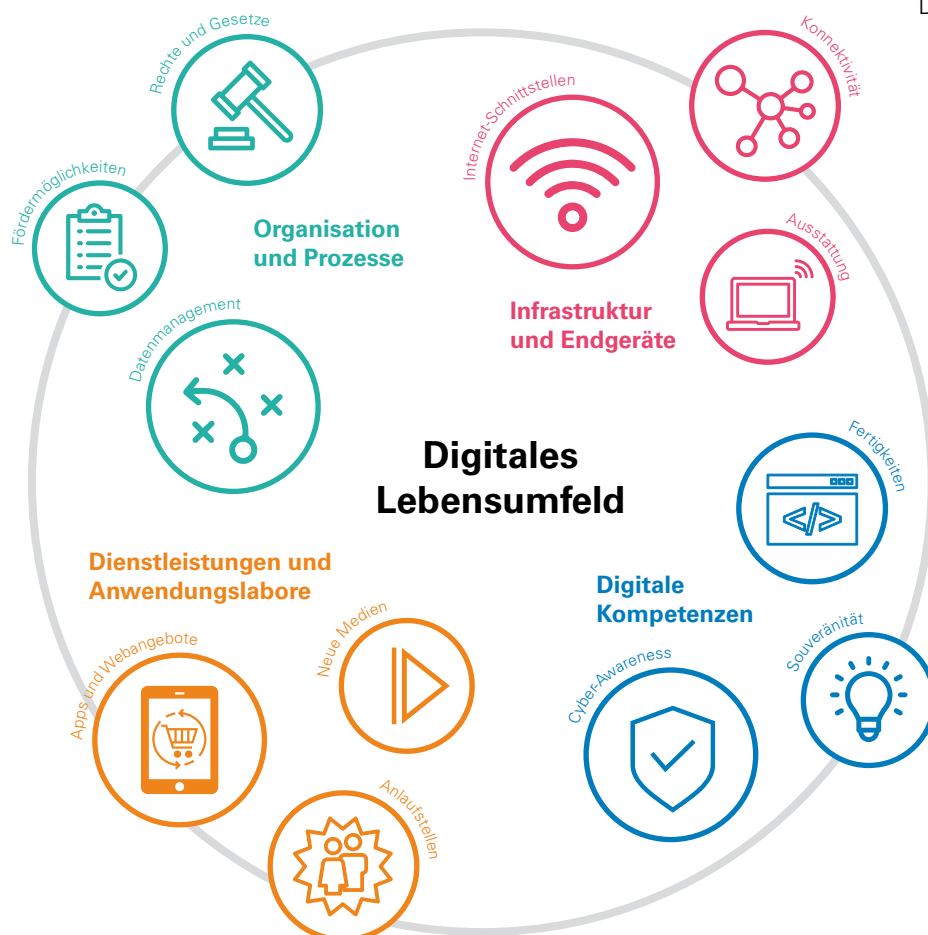 Rechte und Gesetze
Fördermöglichkeiten
Organisation
und Prozesse
Datenmanagement
Internet-Schnittstellen
Konnektivität
Ausstattung
Infrastruktur
und Endgeräte
Digitales
Lebensumfeld
Dienstleistungen und
Anwendungslabore
Apps und Webangebote
Neue Medien
Anlaufstellen
Digitale
Kompetenzen
Fertigkeiten
</>
Souveränität
Cyber-Awareness